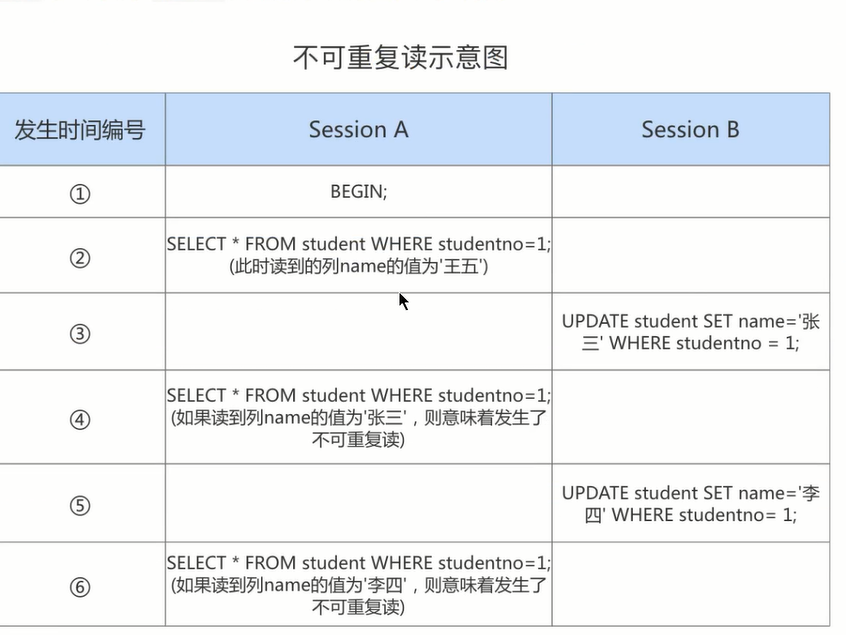 不可重复读示意图
发生时间编号 Session A Session B
① BEGIN;
② SELECT * FROM student WHERE studentno=1;
(此时读到的列name的值为'王五')
③ UPDATE student SET name='张
三' WHERE studentno = 1;
④ SELECT * FROM student WHERE studentno=1;
(如果读到列name的值为'张三'，则意味着发生了
不可重复读)
⑤ UPDATE student SET name='李
四' WHERE studentno= 1;
⑥ SELECT * FROM student WHERE studentno=1;
(如果读到列name的值为'李四'，则意味着发生了
不可重复读)